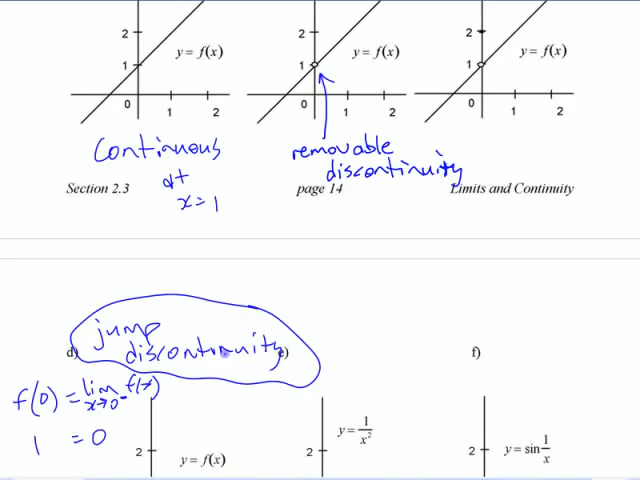 2
2
2
y = f(x)
y = f(x)
y = f(x)
1
1
1
0
1
2
0
1
2
0
1
2
continuous
at
x = 1
removable
discontinuity
Section 2.3
page 14
Limits and Continuity
jump
discontinuity
d)
e)
f)
f(0) = lim f(x)
x→0⁻
1 = 0
2
y = f(x)
2
y = 1/x²
2
y = sin 1/x